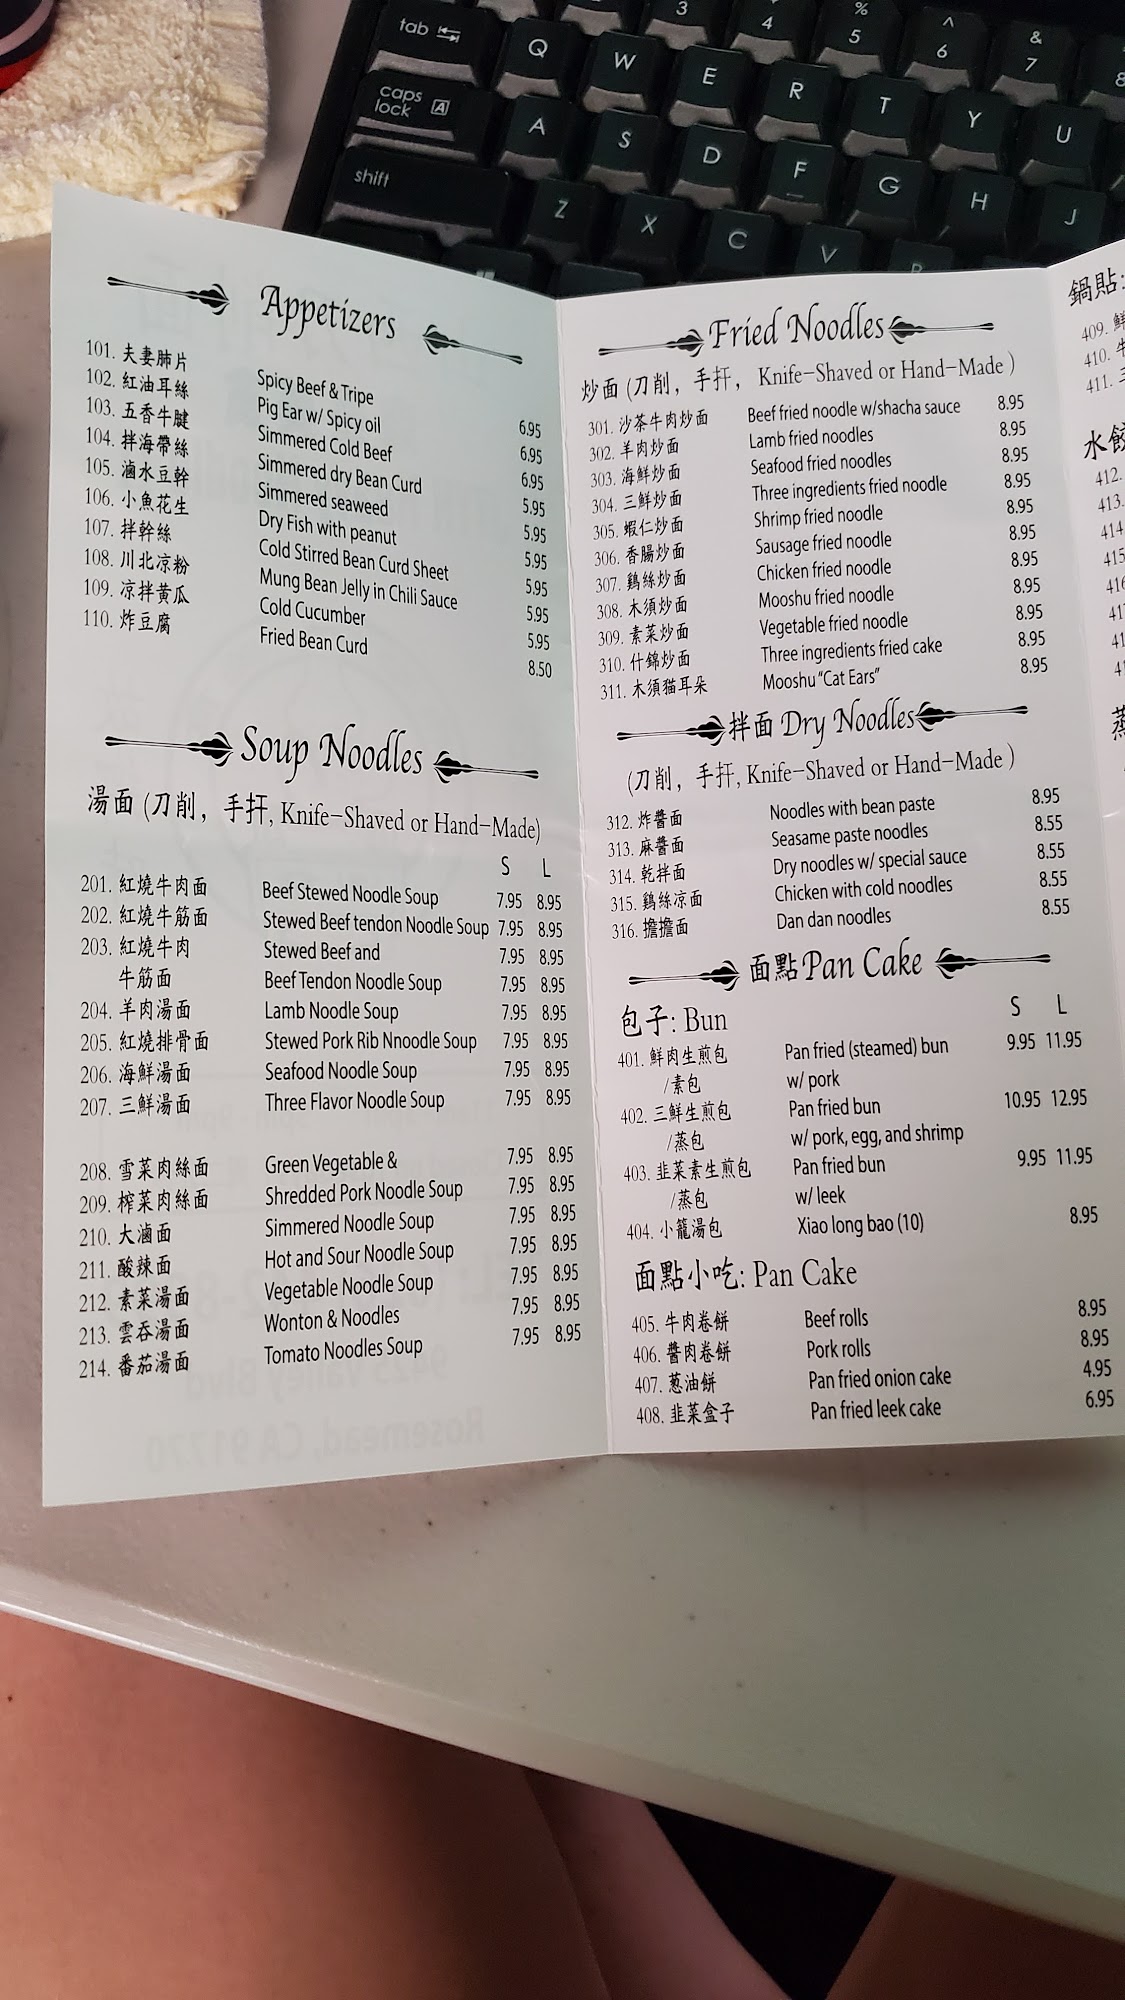 tab
Q W E R T Y U
3 4 % 5 ^ 6 & 7 8
caps lock A
A S D F G H J
shift
Z X C V B
Appetizers
101. 夫妻肺片 Spicy Beef & Tripe 6.95
102. 紅油耳絲 Pig Ear w/ Spicy oil 6.95
103. 五香牛腱 Simmered Cold Beef 6.95
104. 拌海帶絲 Simmered dry Bean Curd 5.95
105. 滷水豆幹 Simmered seaweed 5.95
106. 小魚花生 Dry Fish with peanut 5.95
107. 拌幹絲 Cold Stirred Bean Curd Sheet 5.95
108. 川北凉粉 Mung Bean Jelly in Chili Sauce 5.95
109. 凉拌黃瓜 Cold Cucumber 5.95
110. 炸豆腐 Fried Bean Curd 8.50
Soup Noodles
湯面 (刀削, 手扞, Knife-Shaved or Hand-Made)
S L
201. 紅燒牛肉面 Beef Stewed Noodle Soup 7.95 8.95
202. 紅燒牛筋面 Stewed Beef tendon Noodle Soup 7.95 8.95
203. 紅燒牛肉 Stewed Beef and 7.95 8.95
牛筋面 Beef Tendon Noodle Soup 7.95 8.95
204. 羊肉湯面 Lamb Noodle Soup 7.95 8.95
205. 紅燒排骨面 Stewed Pork Rib Nnoodle Soup 7.95 8.95
206. 海鮮湯面 Seafood Noodle Soup 7.95 8.95
207. 三鮮湯面 Three Flavor Noodle Soup 7.95 8.95
208. 雪菜肉絲面 Green Vegetable & 7.95 8.95
209. 榨菜肉絲面 Shredded Pork Noodle Soup 7.95 8.95
210. 大滷面 Simmered Noodle Soup 7.95 8.95
211. 酸辣面 Hot and Sour Noodle Soup 7.95 8.95
212. 素菜湯面 Vegetable Noodle Soup 7.95 8.95
213. 雲吞湯面 Wonton & Noodles 7.95 8.95
214. 番茄湯面 Tomato Noodles Soup 7.95 8.95
Fried Noodles
炒面 (刀削, 手扞, Knife-Shaved or Hand-Made )
301. 沙茶牛肉炒面 Beef fried noodle w/shacha sauce 8.95
302. 羊肉炒面 Lamb fried noodles 8.95
303. 海鮮炒面 Seafood fried noodles 8.95
304. 三鮮炒面 Three ingredients fried noodle 8.95
305. 蝦仁炒面 Shrimp fried noodle 8.95
306. 香腸炒面 Sausage fried noodle 8.95
307. 鷄絲炒面 Chicken fried noodle 8.95
308. 木須炒面 Mooshu fried noodle 8.95
309. 素菜炒面 Vegetable fried noodle 8.95
310. 什錦炒面 Three ingredients fried cake 8.95
311. 木須猫耳朵 Mooshu "Cat Ears" 8.95
拌面 Dry Noodles
(刀削, 手扞, Knife-Shaved or Hand-Made )
312. 炸醬面 Noodles with bean paste 8.95
313. 麻醬面 Seasame paste noodles 8.55
314. 乾拌面 Dry noodles w/ special sauce 8.55
315. 鷄絲凉面 Chicken with cold noodles 8.55
316. 擔擔面 Dan dan noodles 8.55
面點 Pan Cake
包子: Bun S L
401. 鮮肉生煎包 Pan fried (steamed) bun 9.95 11.95
/素包 w/ pork
402. 三鮮生煎包 Pan fried bun 10.95 12.95
/蒸包 w/ pork, egg, and shrimp
403. 韭菜素生煎包 Pan fried bun 9.95 11.95
/蒸包 w/ leek
404. 小籠湯包 Xiao long bao (10) 8.95
面點小吃: Pan Cake
405. 牛肉卷餅 Beef rolls 8.95
406. 醬肉卷餅 Pork rolls 8.95
407. 蔥油餅 Pan fried onion cake 4.95
408. 韭菜盒子 Pan fried leek cake 6.95
鍋貼:
409.
410.
411.
水餃
412.
413.
414.
415.